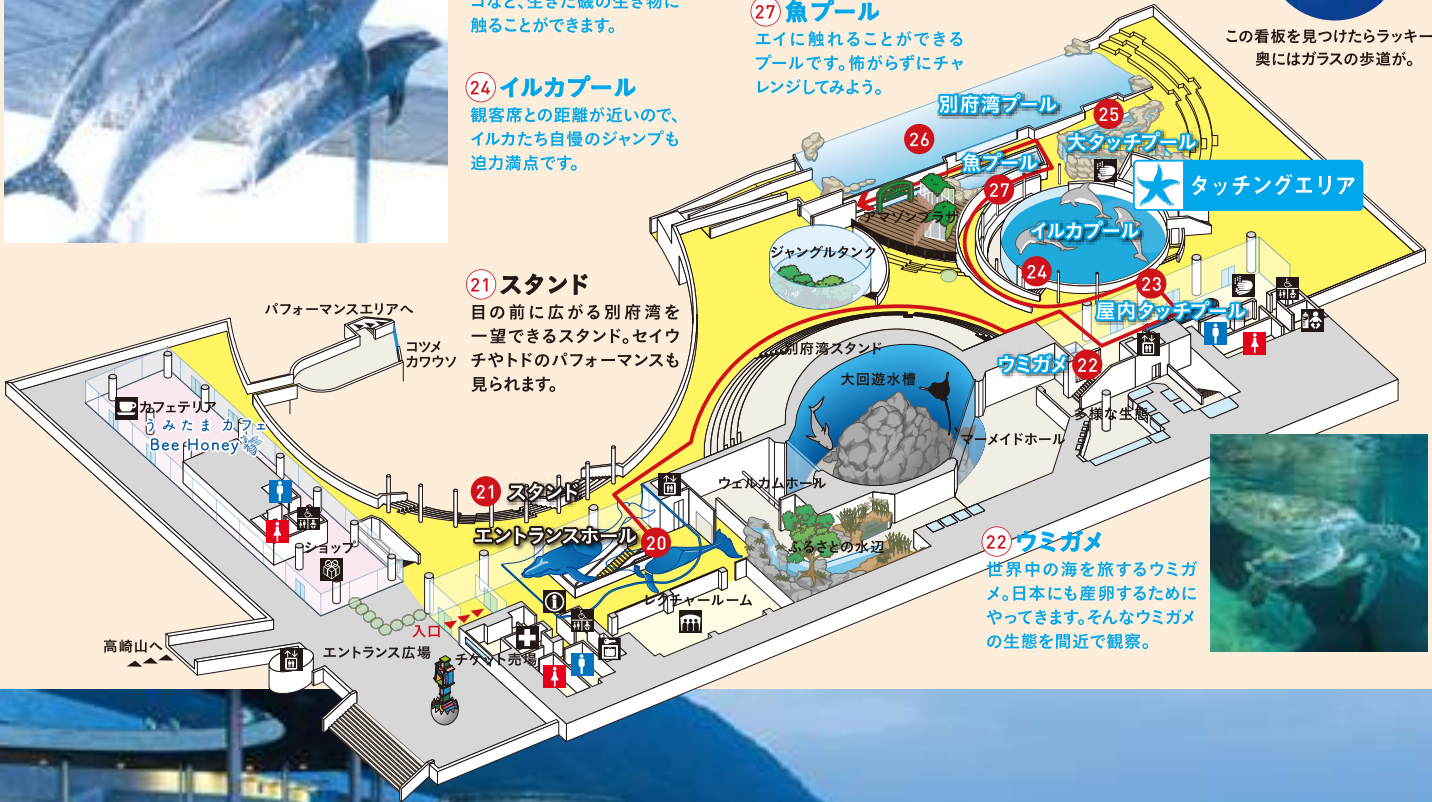 コなど、生きた磯の生き物に
触ることができます。
24 イルカプール
観客席との距離が近いので、
イルカたち自慢のジャンプも
迫力満点です。
27 魚プール
エイに触れることができる
プールです。怖がらずにチャ
レンジしてみよう。
この看板を見つけたらラッキー
奥にはガラスの歩道が。
別府湾プール
26
25
大タッチプール
魚プール
27
タッチングエリア
アマゾンプラザ
イルカプール
ジャングルタンク
24
23
屋内タッチプール
21 スタンド
目の前に広がる別府湾を
一望できるスタンド。セイウ
チやトドのパフォーマンスも
見られます。
パフォーマンスエリアへ
コツメ
カワウソ
別府湾スタンド
ウミガメ 22
大回遊水槽
多様な生態
マーメイドホール
カフェテリア
うみたま カフェ
Bee Honey
ウェルカムホール
21 スタンド
エントランスホール 20
ショップ
ふるさとの水辺
22 ウミガメ
世界中の海を旅するウミガ
メ。日本にも産卵するために
やってきます。そんなウミガメ
の生態を間近で観察。
レクチャールーム
入口
高崎山へ
エントランス広場
チケット売場